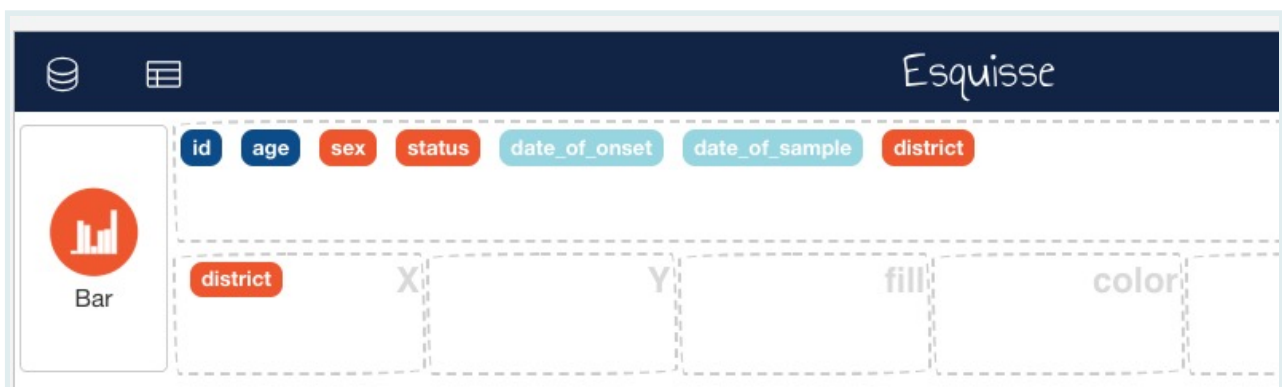 Esquisse
id age sex status date_of_onset date_of_sample district
district X Y fill color
Bar